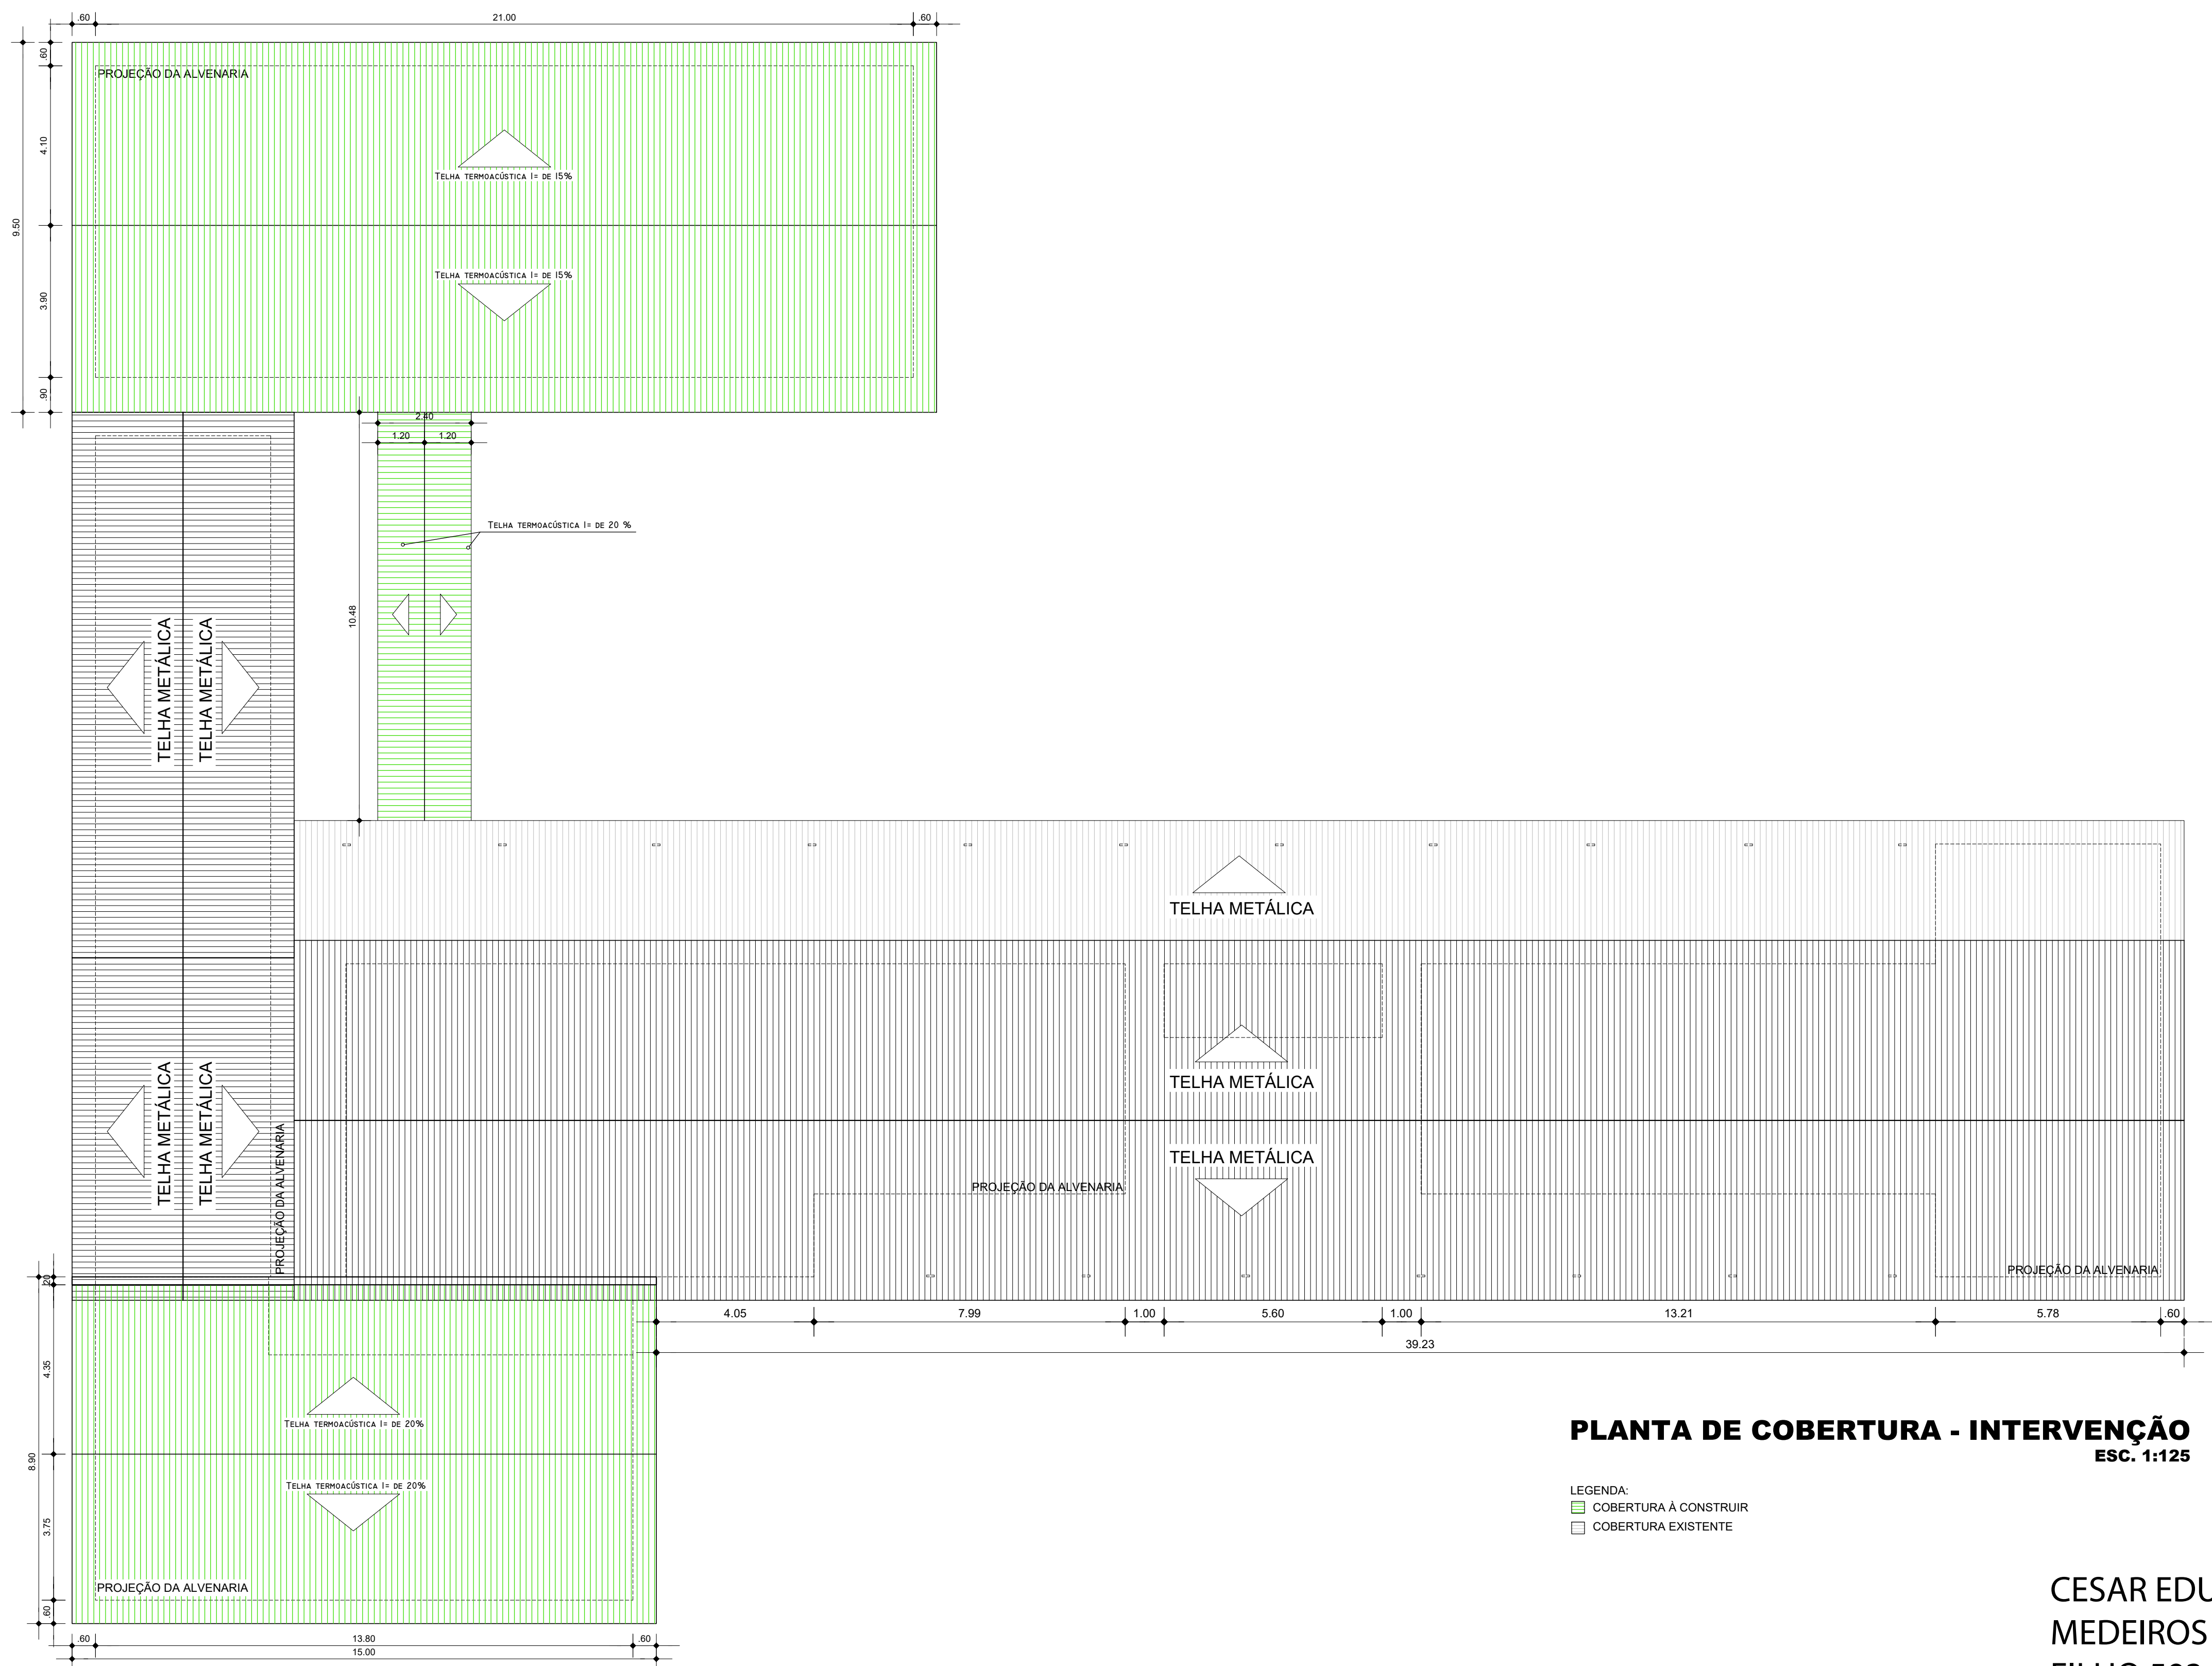 .60
21.00
.60
.60
PROJEÇÃO DA ALVENARIA
4.10
TELHA TERMOACÚSTICA I= DE 15%
9.50
TELHA TERMOACÚSTICA I= DE 15%
3.90
.90
2.40
1.20
1.20
TELHA TERMOACÚSTICA I= DE 20 %
10.48
TELHA METÁLICA
TELHA METÁLICA
TELHA METÁLICA
TELHA METÁLICA
TELHA METÁLICA
TELHA METÁLICA
PROJEÇÃO DA ALVENARIA
TELHA METÁLICA
PROJEÇÃO DA ALVENARIA
PROJEÇÃO DA ALVENARIA
.20
4.05
7.99
1.00
5.60
1.00
13.21
5.78
.60
39.23
4.35
TELHA TERMOACÚSTICA I= DE 20%
8.90
TELHA TERMOACÚSTICA I= DE 20%
3.75
PROJEÇÃO DA ALVENARIA
.60
.60
13.80
.60
15.00
PLANTA DE COBERTURA - INTERVENÇÃO
ESC. 1:125
LEGENDA:
COBERTURA À CONSTRUIR
COBERTURA EXISTENTE
CESAR EDU
MEDEIROS